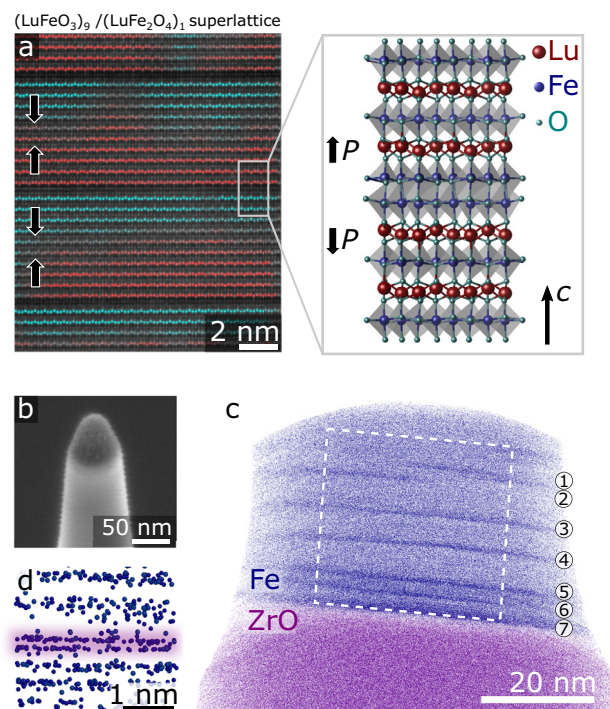 (LuFeO3)9 /(LuFe2O4)1 superlattice
a
2 nm
Lu
Fe
O
P
P
c
b
50 nm
c
Fe
ZrO
①
②
③
④
⑤
⑥
⑦
20 nm
d
1 nm